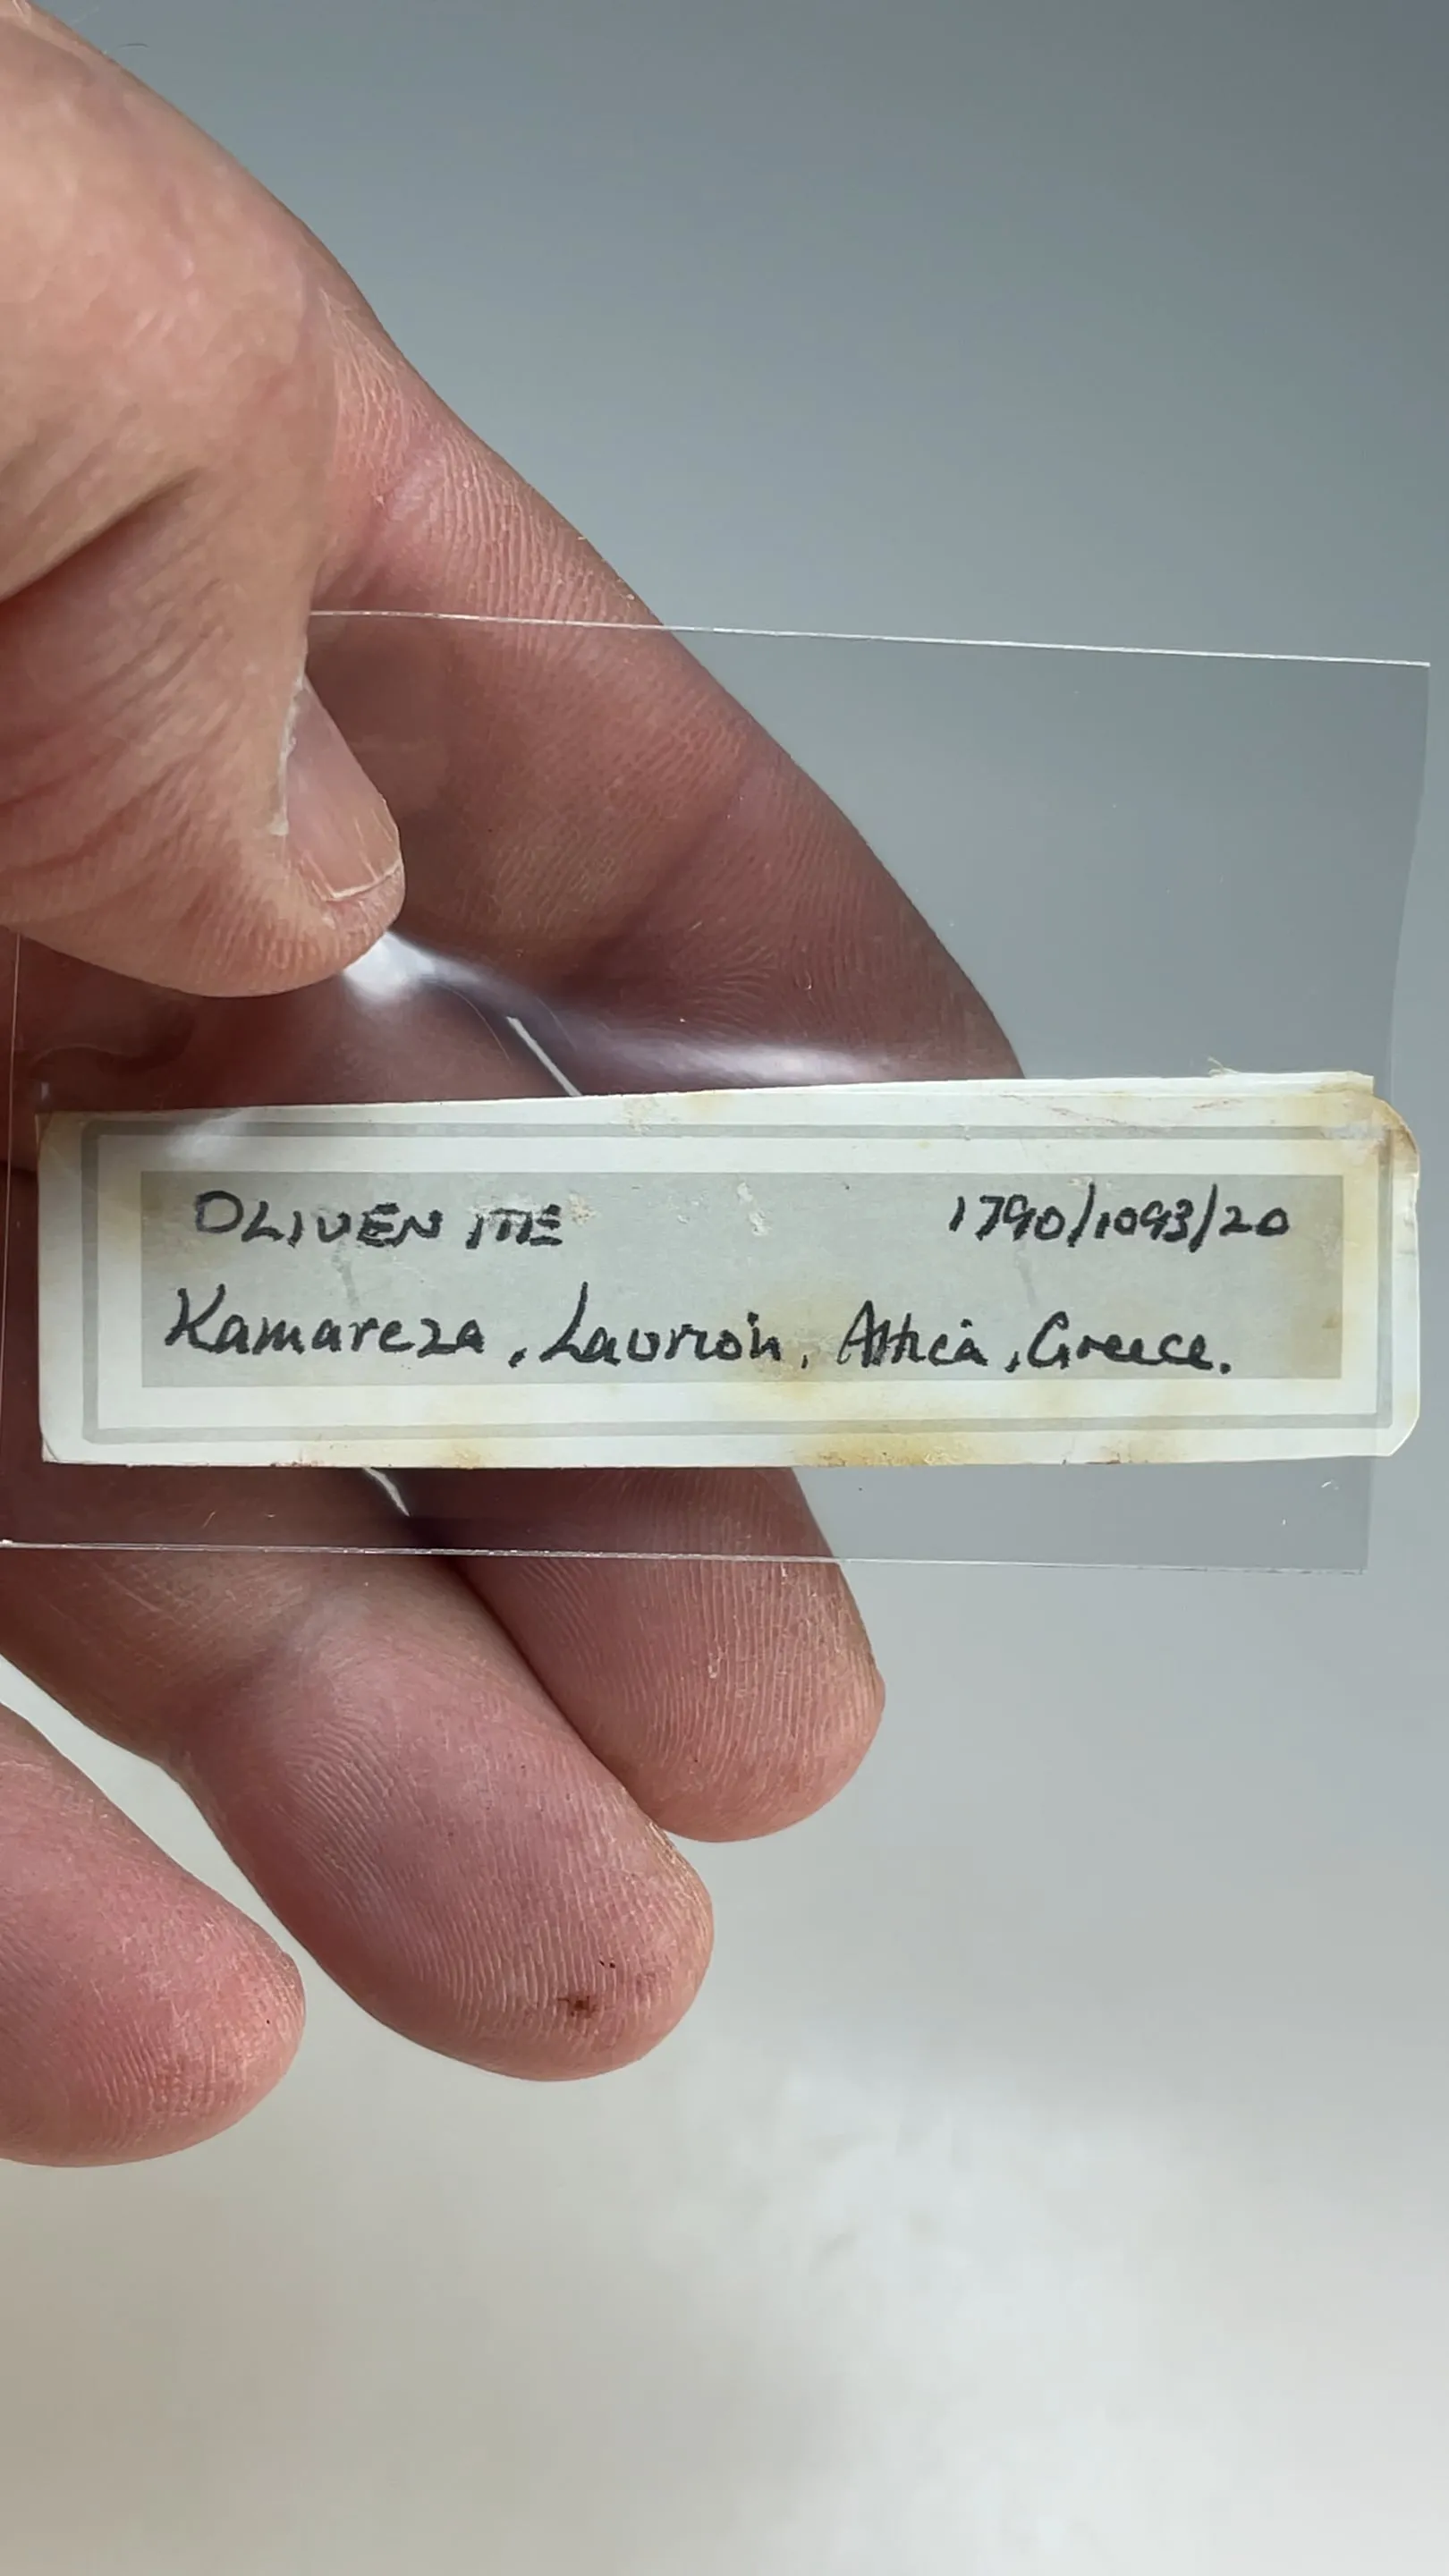 OLIVENITE 1790/1093/20
Kamareza, Laurion, Attica, Greece.